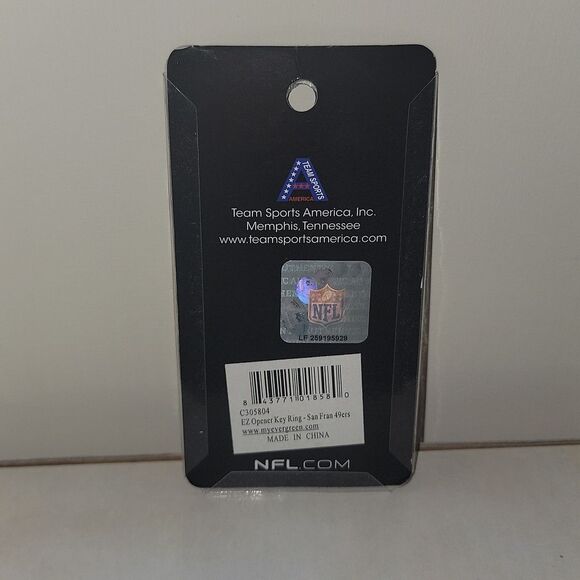 TEAM SPORTS
AMERICA
Team Sports America, Inc.
Memphis, Tennessee
www.teamsportsamerica.com
NFL
LF 259195929
8 43771 01858 0
C305804
EZ Opener Key Ring - San Fran 49ers
www.myevergreen.com
MADE IN CHINA
NFL.COM